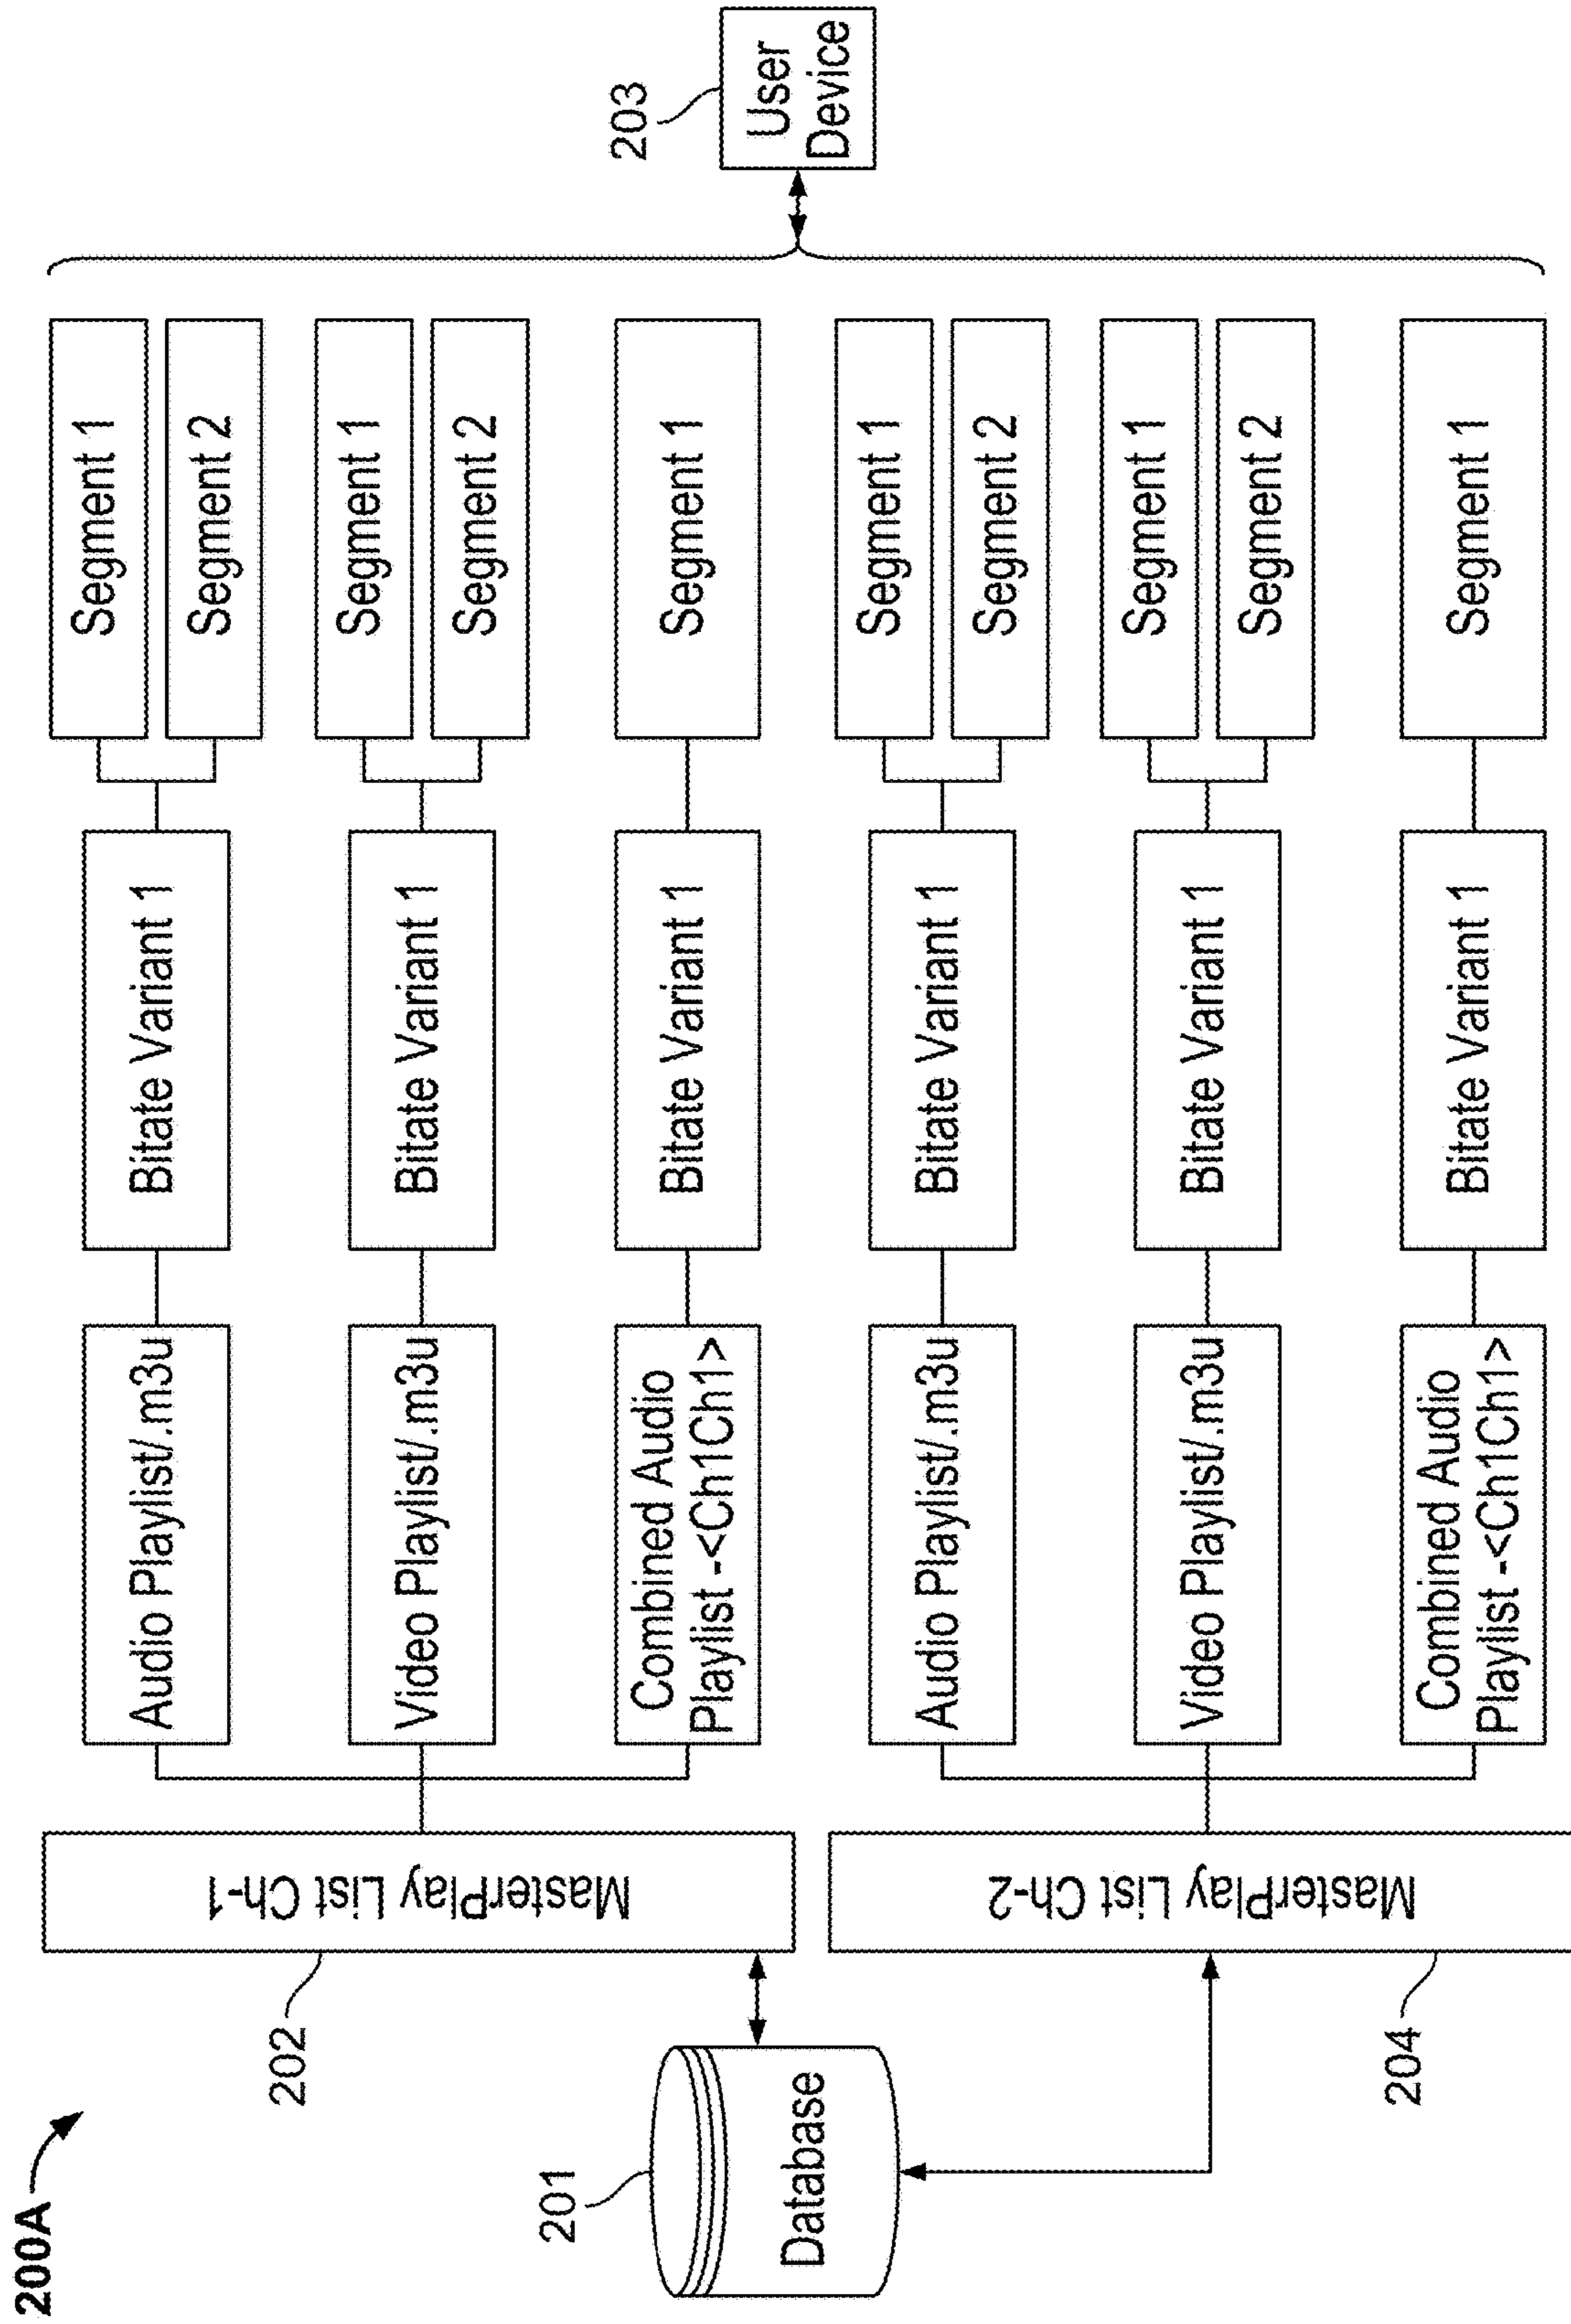 200A
201
Database
202
MasterPlay List Ch-1
Audio Playlist/.m3u
Bitate Variant 1
Segment 1
Segment 2
Video Playlist/.m3u
Bitate Variant 1
Segment 1
Segment 2
Combined Audio
Playlist -<Ch1Ch1>
Bitate Variant 1
Segment 1
204
MasterPlay List Ch-2
Audio Playlist/.m3u
Bitate Variant 1
Segment 1
Segment 2
Video Playlist/.m3u
Bitate Variant 1
Segment 1
Segment 2
Combined Audio
Playlist -<Ch1Ch1>
Bitate Variant 1
Segment 1
203
User
Device